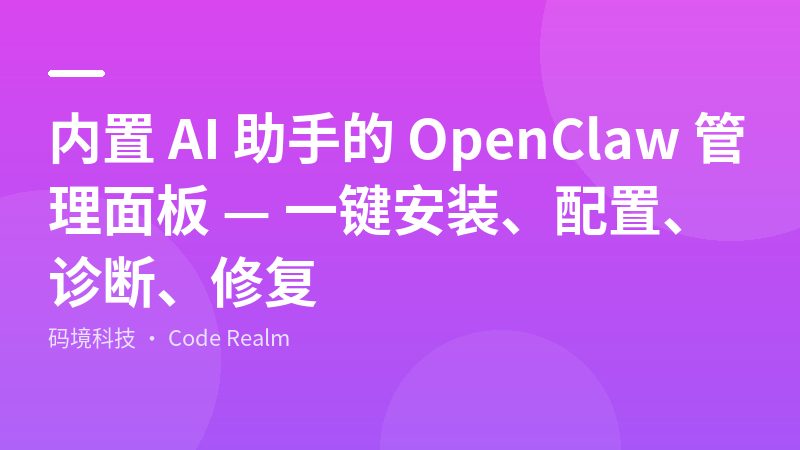 内置 AI 助手的 OpenClaw 管
理面板 — 一键安装、配置、
诊断、修复
码境科技 · Code Realm